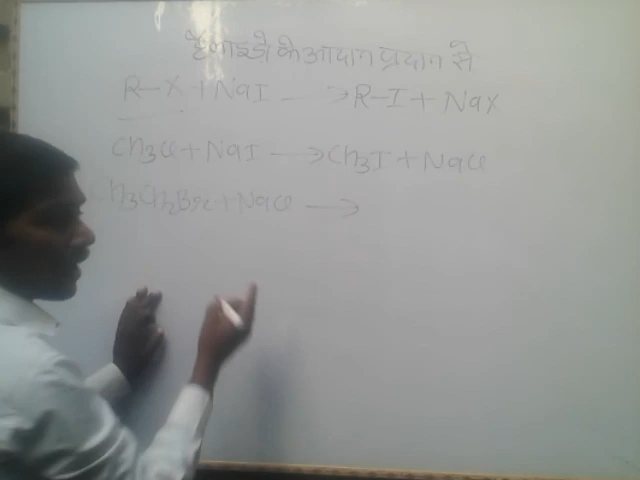 हैलाइडो के आदान प्रदान से
R-X + NaI → R-I + NaX
CH3Cl + NaI → CH3I + NaCl
H3CH2Br + NaCl →